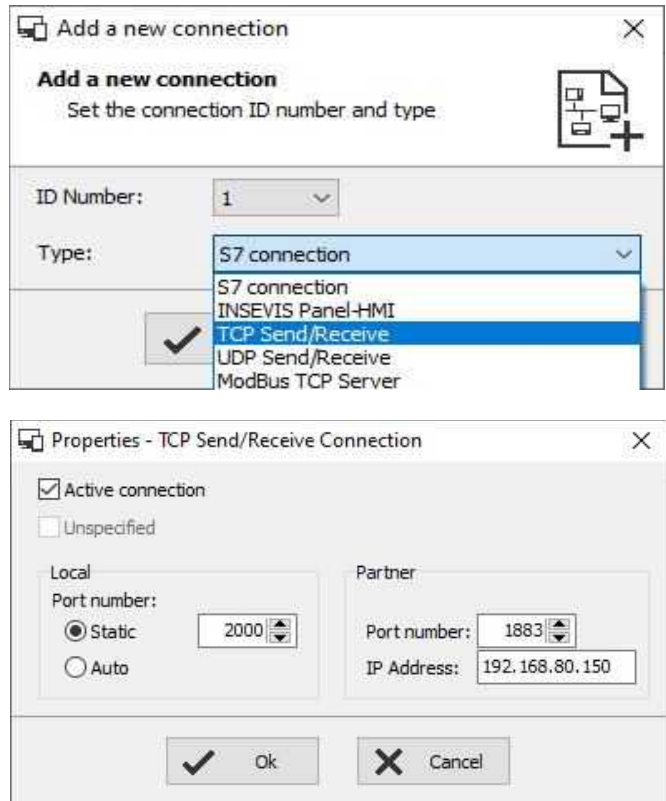 Add a new connection
Add a new connection
Set the connection ID number and type
ID Number: 1
Type: S7 connection
S7 connection
INSEVIS Panel-HMI
TCP Send/Receive
UDP Send/Receive
ModBus TCP Server
Properties - TCP Send/Receive Connection
Active connection
Unspecified
Local
Port number:
Static 2000
Auto
Partner
Port number: 1883
IP Address: 192.168.80.150
Ok Cancel